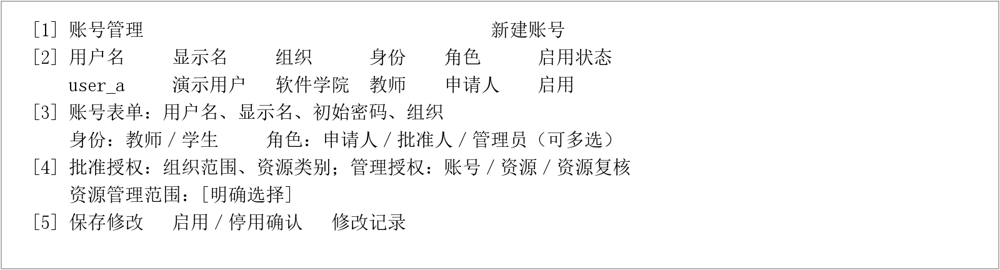 [1] 账号管理 新建账号
[2] 用户名 显示名 组织 身份 角色 启用状态
user_a 演示用户 软件学院 教师 申请人 启用
[3] 账号表单：用户名、显示名、初始密码、组织
身份：教师／学生 角色：申请人／批准人／管理员（可多选）
[4] 批准授权：组织范围、资源类别；管理授权：账号／资源／资源复核
资源管理范围：[明确选择]
[5] 保存修改 启用／停用确认 修改记录